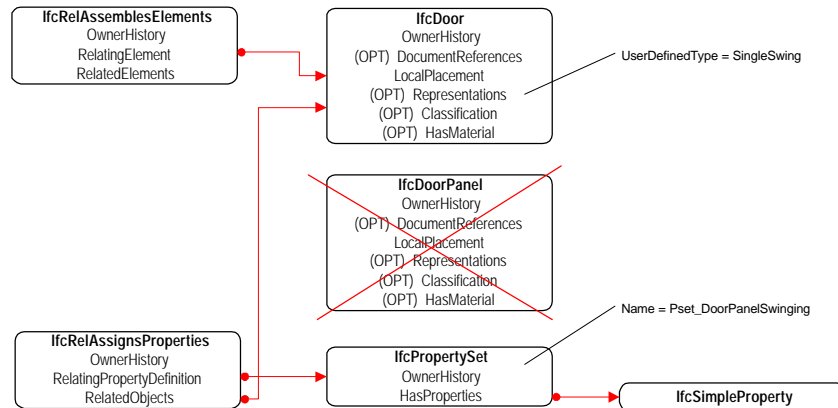 IfcRelAssemblesElements
OwnerHistory
RelatingElement
RelatedElements
IfcDoor
OwnerHistory
(OPT) DocumentReferences
LocalPlacement
(OPT) Representations
(OPT) Classification
(OPT) HasMaterial
UserDefinedType = SingleSwing
IfcDoorPanel
OwnerHistory
(OPT) DocumentReferences
LocalPlacement
(OPT) Representations
(OPT) Classification
(OPT) HasMaterial
Name = Pset_DoorPanelSwinging
IfcRelAssignsProperties
OwnerHistory
RelatingPropertyDefinition
RelatedObjects
IfcPropertySet
OwnerHistory
HasProperties
IfcSimpleProperty